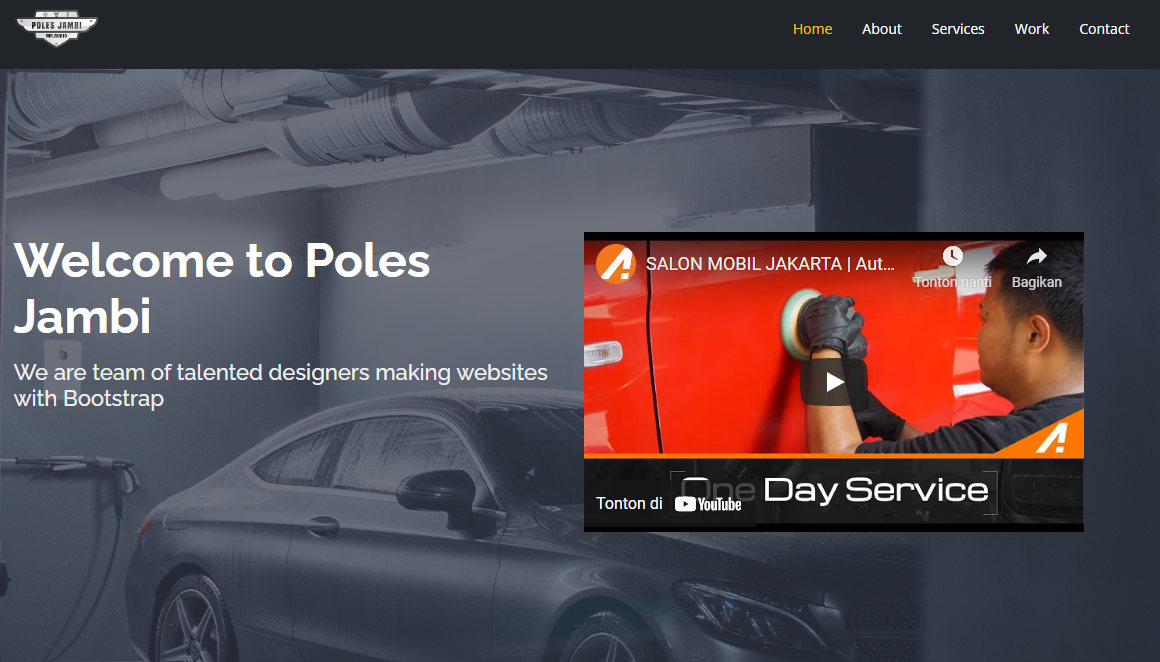 POLES JAMBI
Home
About
Services
Work
Contact
Welcome to Poles
Jambi
We are team of talented designers making websites
with Bootstrap
SALON MOBIL JAKARTA | Aut...
Tonton nanti
Bagikan
One Day Service
Tonton di YouTube